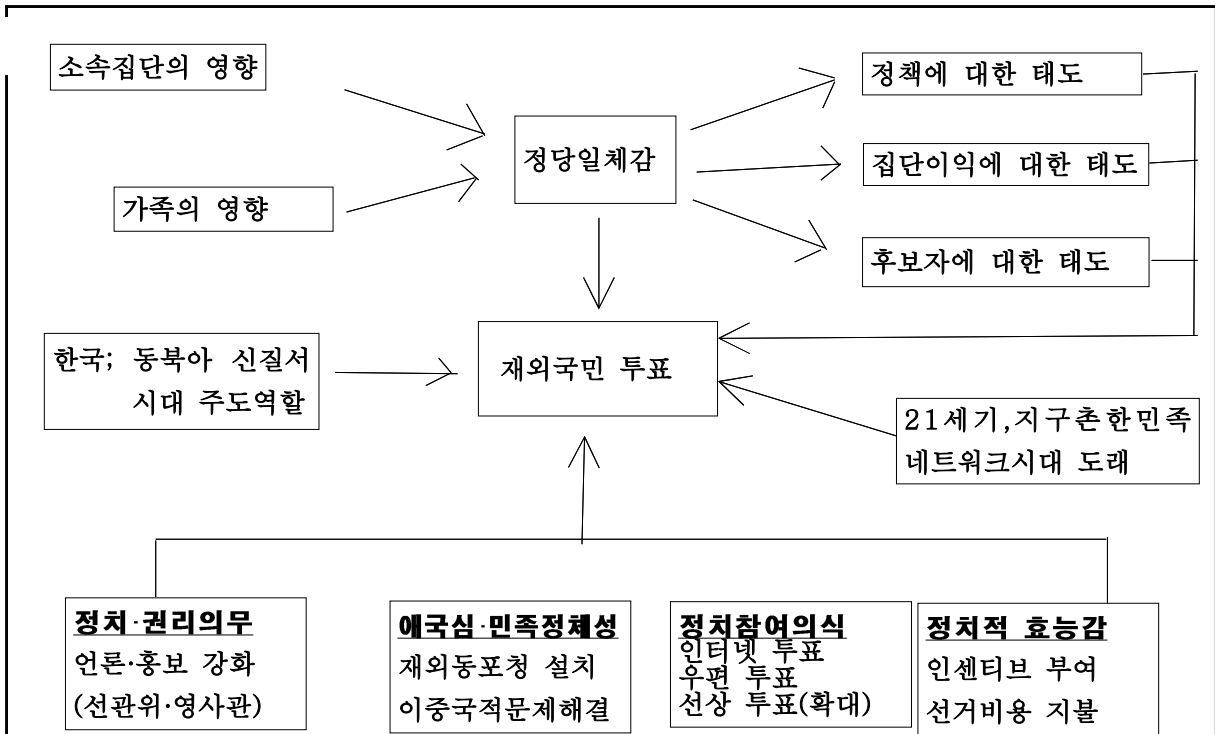 소속집단의 영향
정책에 대한 태도
정당일체감
집단이익에 대한 태도
가족의 영향
후보자에 대한 태도
한국; 동북아 신질서
시대 주도역할
재외국민 투표
21세기,지구촌한민족
네트워크시대 도래
정치·권리의무
언론·홍보 강화
(선관위·영사관)
애국심·민족정체성
재외동포청 설치
이중국적문제해결
정치참여의식
인터넷 투표
우편 투표
선상 투표(확대)
정치적 효능감
인센티브 부여
선거비용 지불